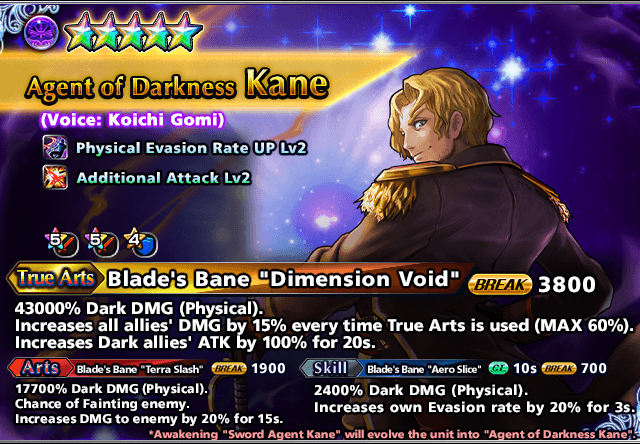 Agent of Darkness Kane
(Voice: Koichi Gomi)
Physical Evasion Rate UP Lv2
Additional Attack Lv2
5 5 4
True Arts Blade's Bane "Dimension Void" BREAK 3800
43000% Dark DMG (Physical).
Increases all allies' DMG by 15% every time True Arts is used (MAX 60%).
Increases Dark allies' ATK by 100% for 20s.
Arts Blade's Bane "Terra Slash" BREAK 1900
17700% Dark DMG (Physical).
Chance of Fainting enemy.
Increases DMG to enemy by 20% for 15s.
Skill Blade's Bane "Aero Slice" C.T. 10s BREAK 700
2400% Dark DMG (Physical).
Increases own Evasion rate by 20% for 3s.
*Awakening "Sword Agent Kane" will evolve the unit into "Agent of Darkness Kane".